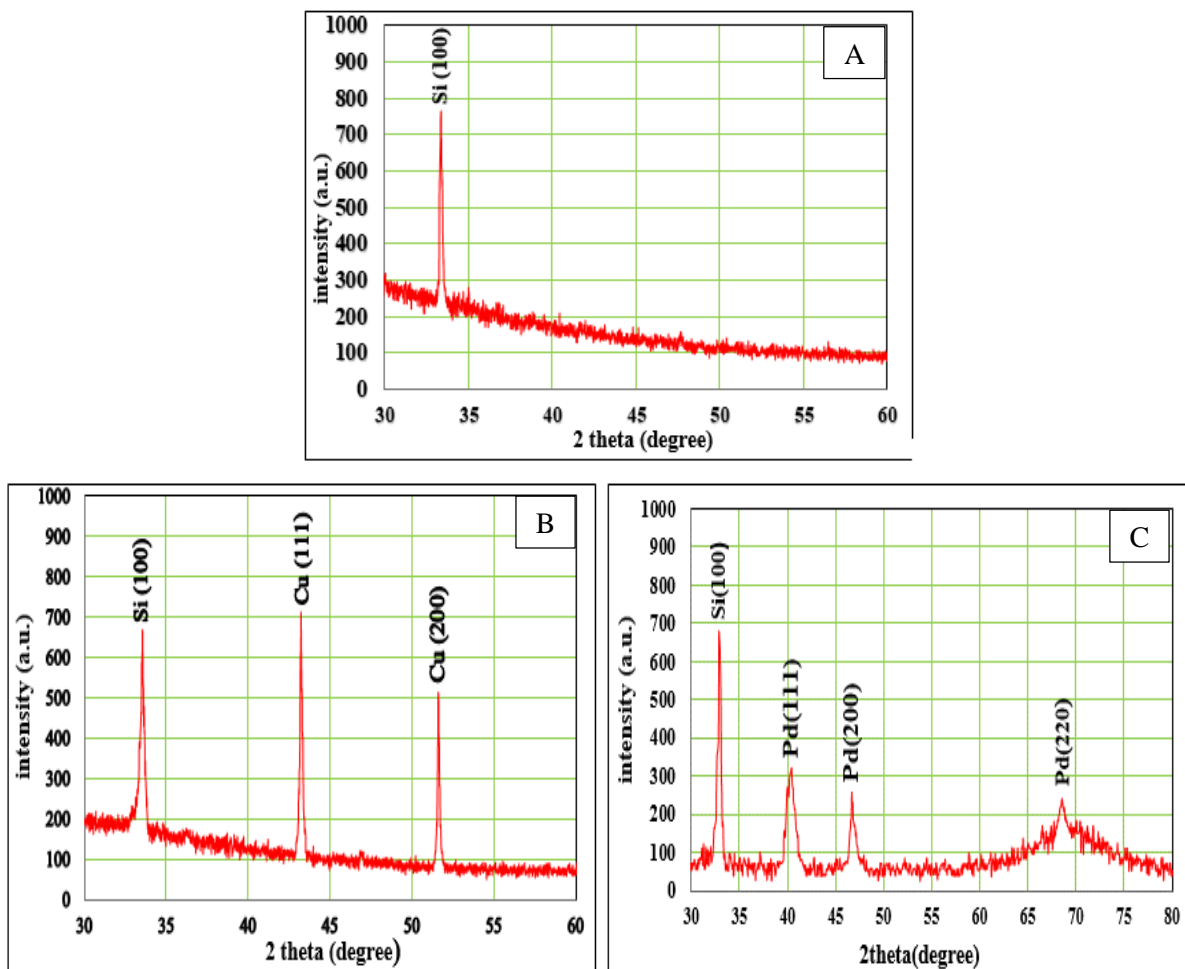 A
Si (100)
intensity (a.u.)
1000
900
800
700
600
500
400
300
200
100
0
30 35 40 45 50 55 60
2 theta (degree)
B
Si (100)
Cu (111)
Cu (200)
intensity (a.u.)
1000
900
800
700
600
500
400
300
200
100
0
30 35 40 45 50 55 60
2 theta (degree)
C
Si(100)
Pd(111)
Pd(200)
Pd(220)
intensity (a.u.)
1000
900
800
700
600
500
400
300
200
100
0
30 35 40 45 50 55 60 65 70 75 80
2theta(degree)